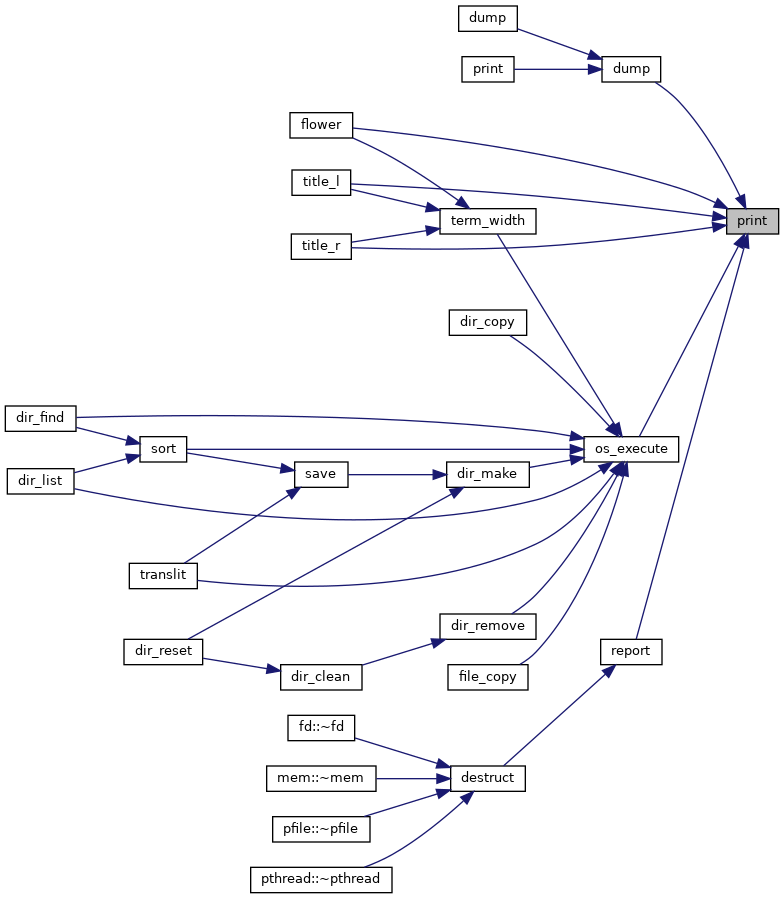 dump
print
dump
flower
title_l
print
term_width
title_r
dir_copy
dir_find
sort
os_execute
save
dir_make
dir_list
translit
dir_remove
dir_reset
report
dir_clean
file_copy
fd::~fd
mem::~mem
destruct
pfile::~pfile
pthread::~pthread